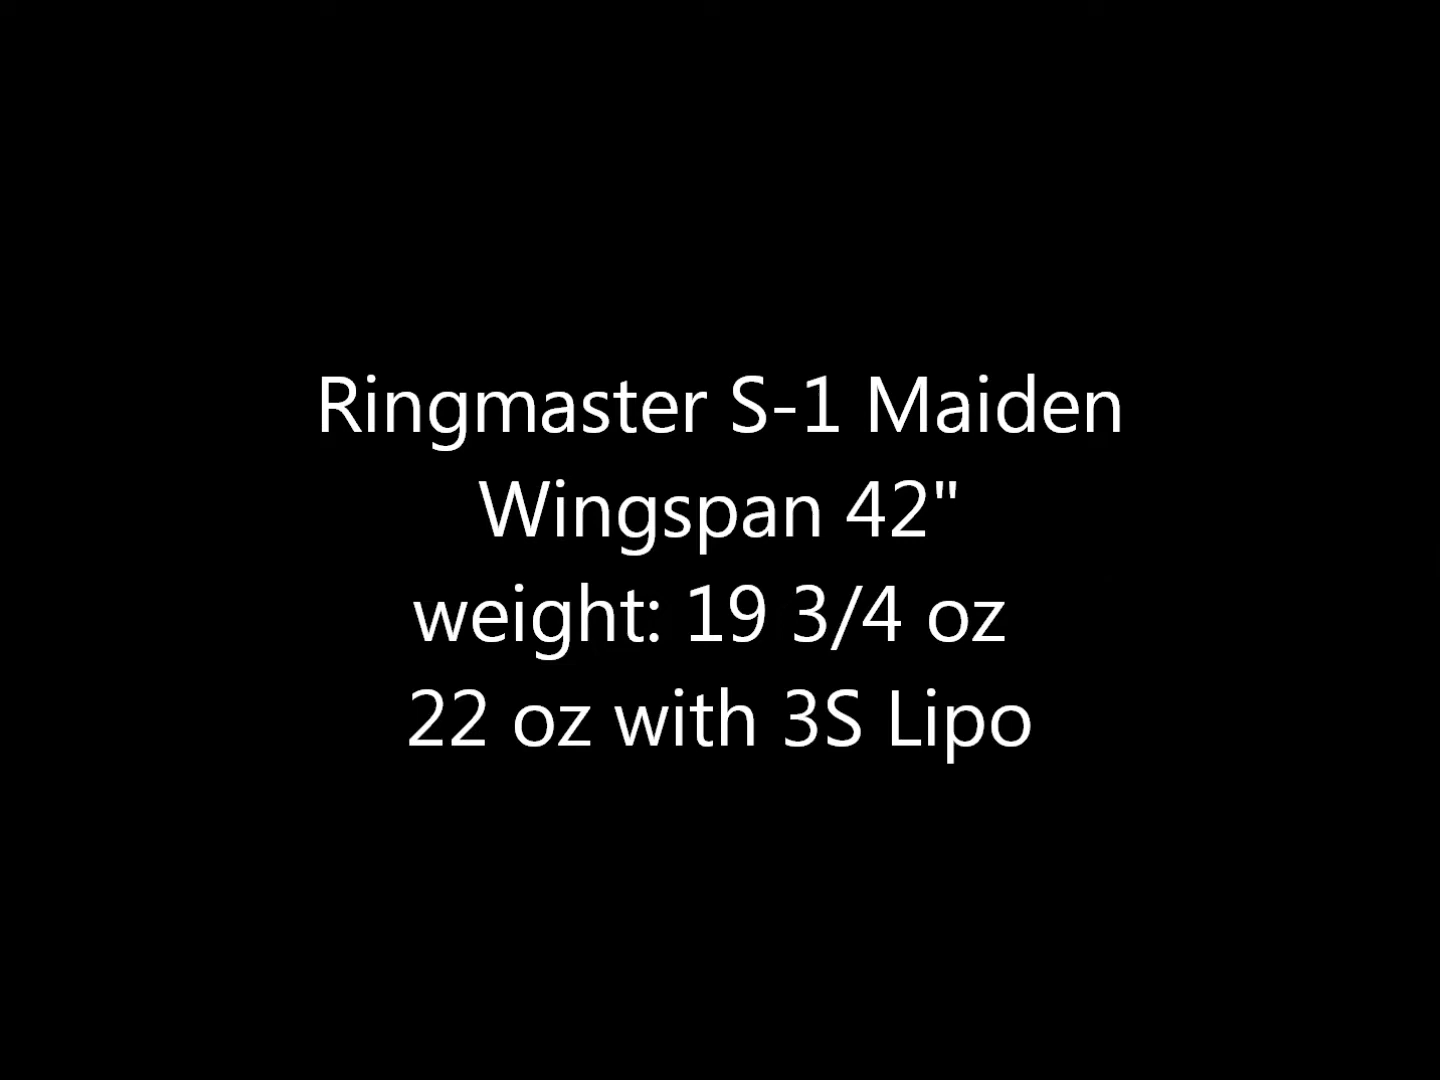 Ringmaster S-1 Maiden
Wingspan 42"
weight: 19 3/4 oz
22 oz with 3S Lipo